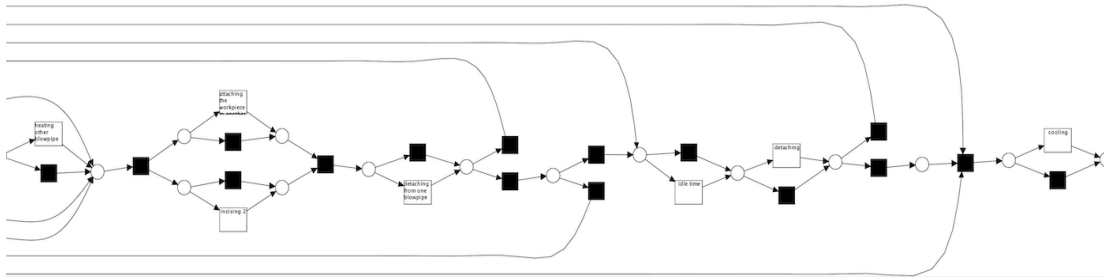 heating
other
blowpipe
attaching
the
workpiece
incising 2
detaching
from one
blowpipe
idle time
detaching
cooling